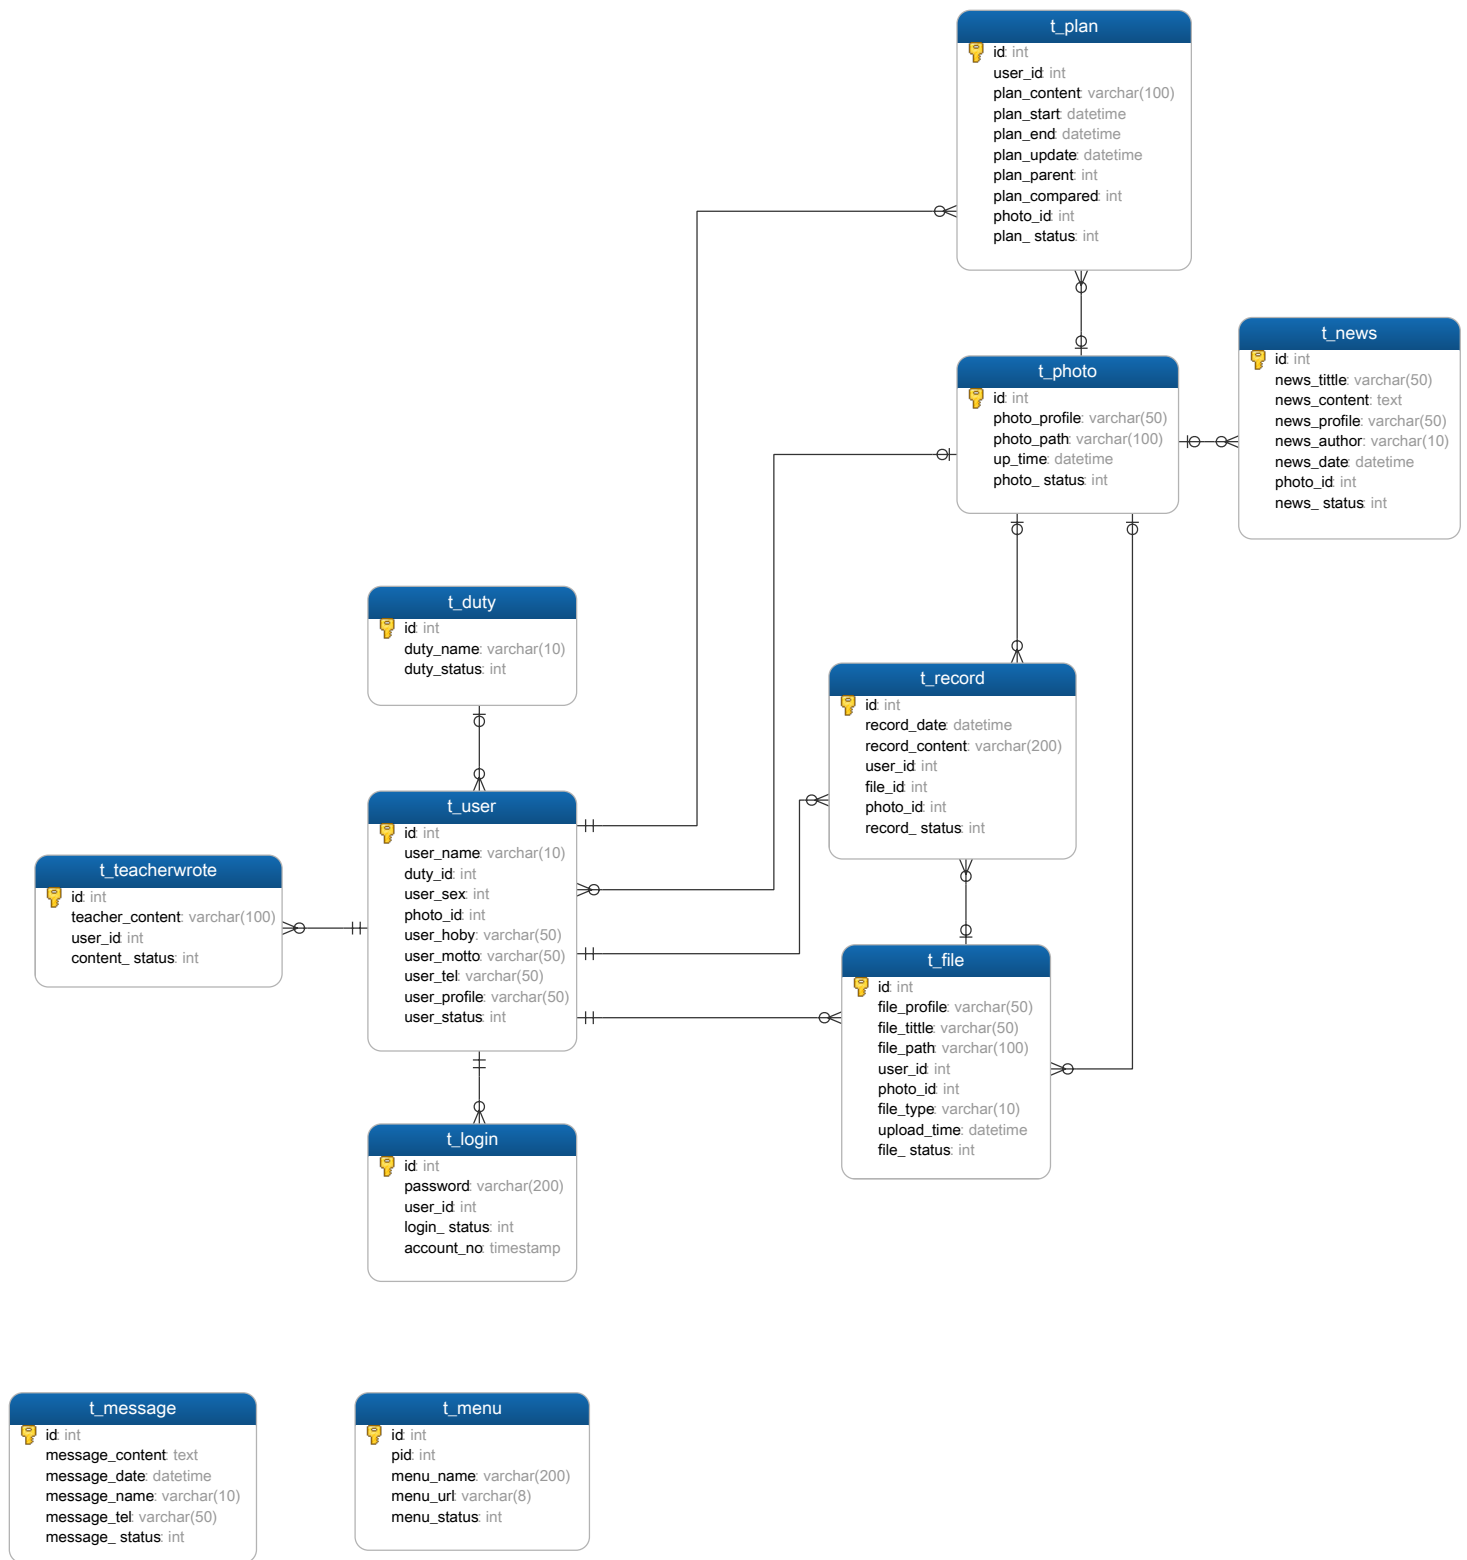 t_plan
id: int
user_id: int
plan_content: varchar(100)
plan_start: datetime
plan_end: datetime
plan_update: datetime
plan_parent: int
plan_compared: int
photo_id: int
plan_ status: int
t_photo
id: int
photo_profile: varchar(50)
photo_path: varchar(100)
up_time: datetime
photo_ status: int
t_news
id: int
news_tittle: varchar(50)
news_content: text
news_profile: varchar(50)
news_author: varchar(10)
news_date: datetime
photo_id: int
news_ status: int
t_duty
id: int
duty_name: varchar(10)
duty_status: int
t_record
id: int
record_date: datetime
record_content: varchar(200)
user_id: int
file_id: int
photo_id: int
record_ status: int
t_user
id: int
user_name: varchar(10)
duty_id: int
user_sex: int
photo_id: int
user_hoby: varchar(50)
user_motto: varchar(50)
user_tel: varchar(50)
user_profile: varchar(50)
user_status: int
t_teacherwrote
id: int
teacher_content: varchar(100)
user_id: int
content_ status: int
t_file
id: int
file_profile: varchar(50)
file_tittle: varchar(50)
file_path: varchar(100)
user_id: int
photo_id: int
file_type: varchar(10)
upload_time: datetime
file_ status: int
t_login
id: int
password: varchar(200)
user_id: int
login_ status: int
account_no: timestamp
t_message
id: int
message_content: text
message_date: datetime
message_name: varchar(10)
message_tel: varchar(50)
message_ status: int
t_menu
id: int
pid: int
menu_name: varchar(200)
menu_url: varchar(8)
menu_status: int